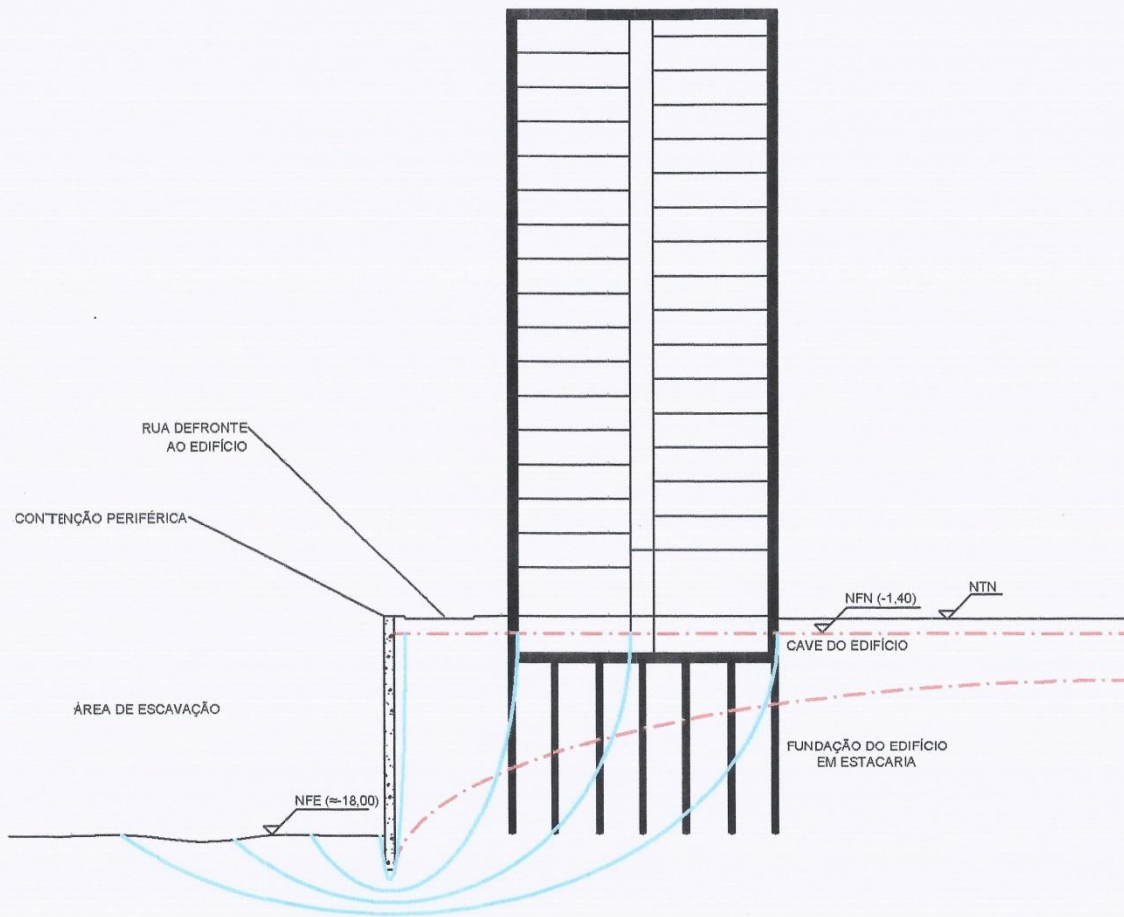 RUA DEFRONTE
AO EDIFÍCIO
CONTENÇÃO PERIFÉRICA
NFN (-1,40)
NTN
CAVE DO EDIFÍCIO
ÁREA DE ESCAVAÇÃO
FUNDAÇÃO DO EDIFÍCIO
EM ESTACARIA
NFE (≈-18,00)